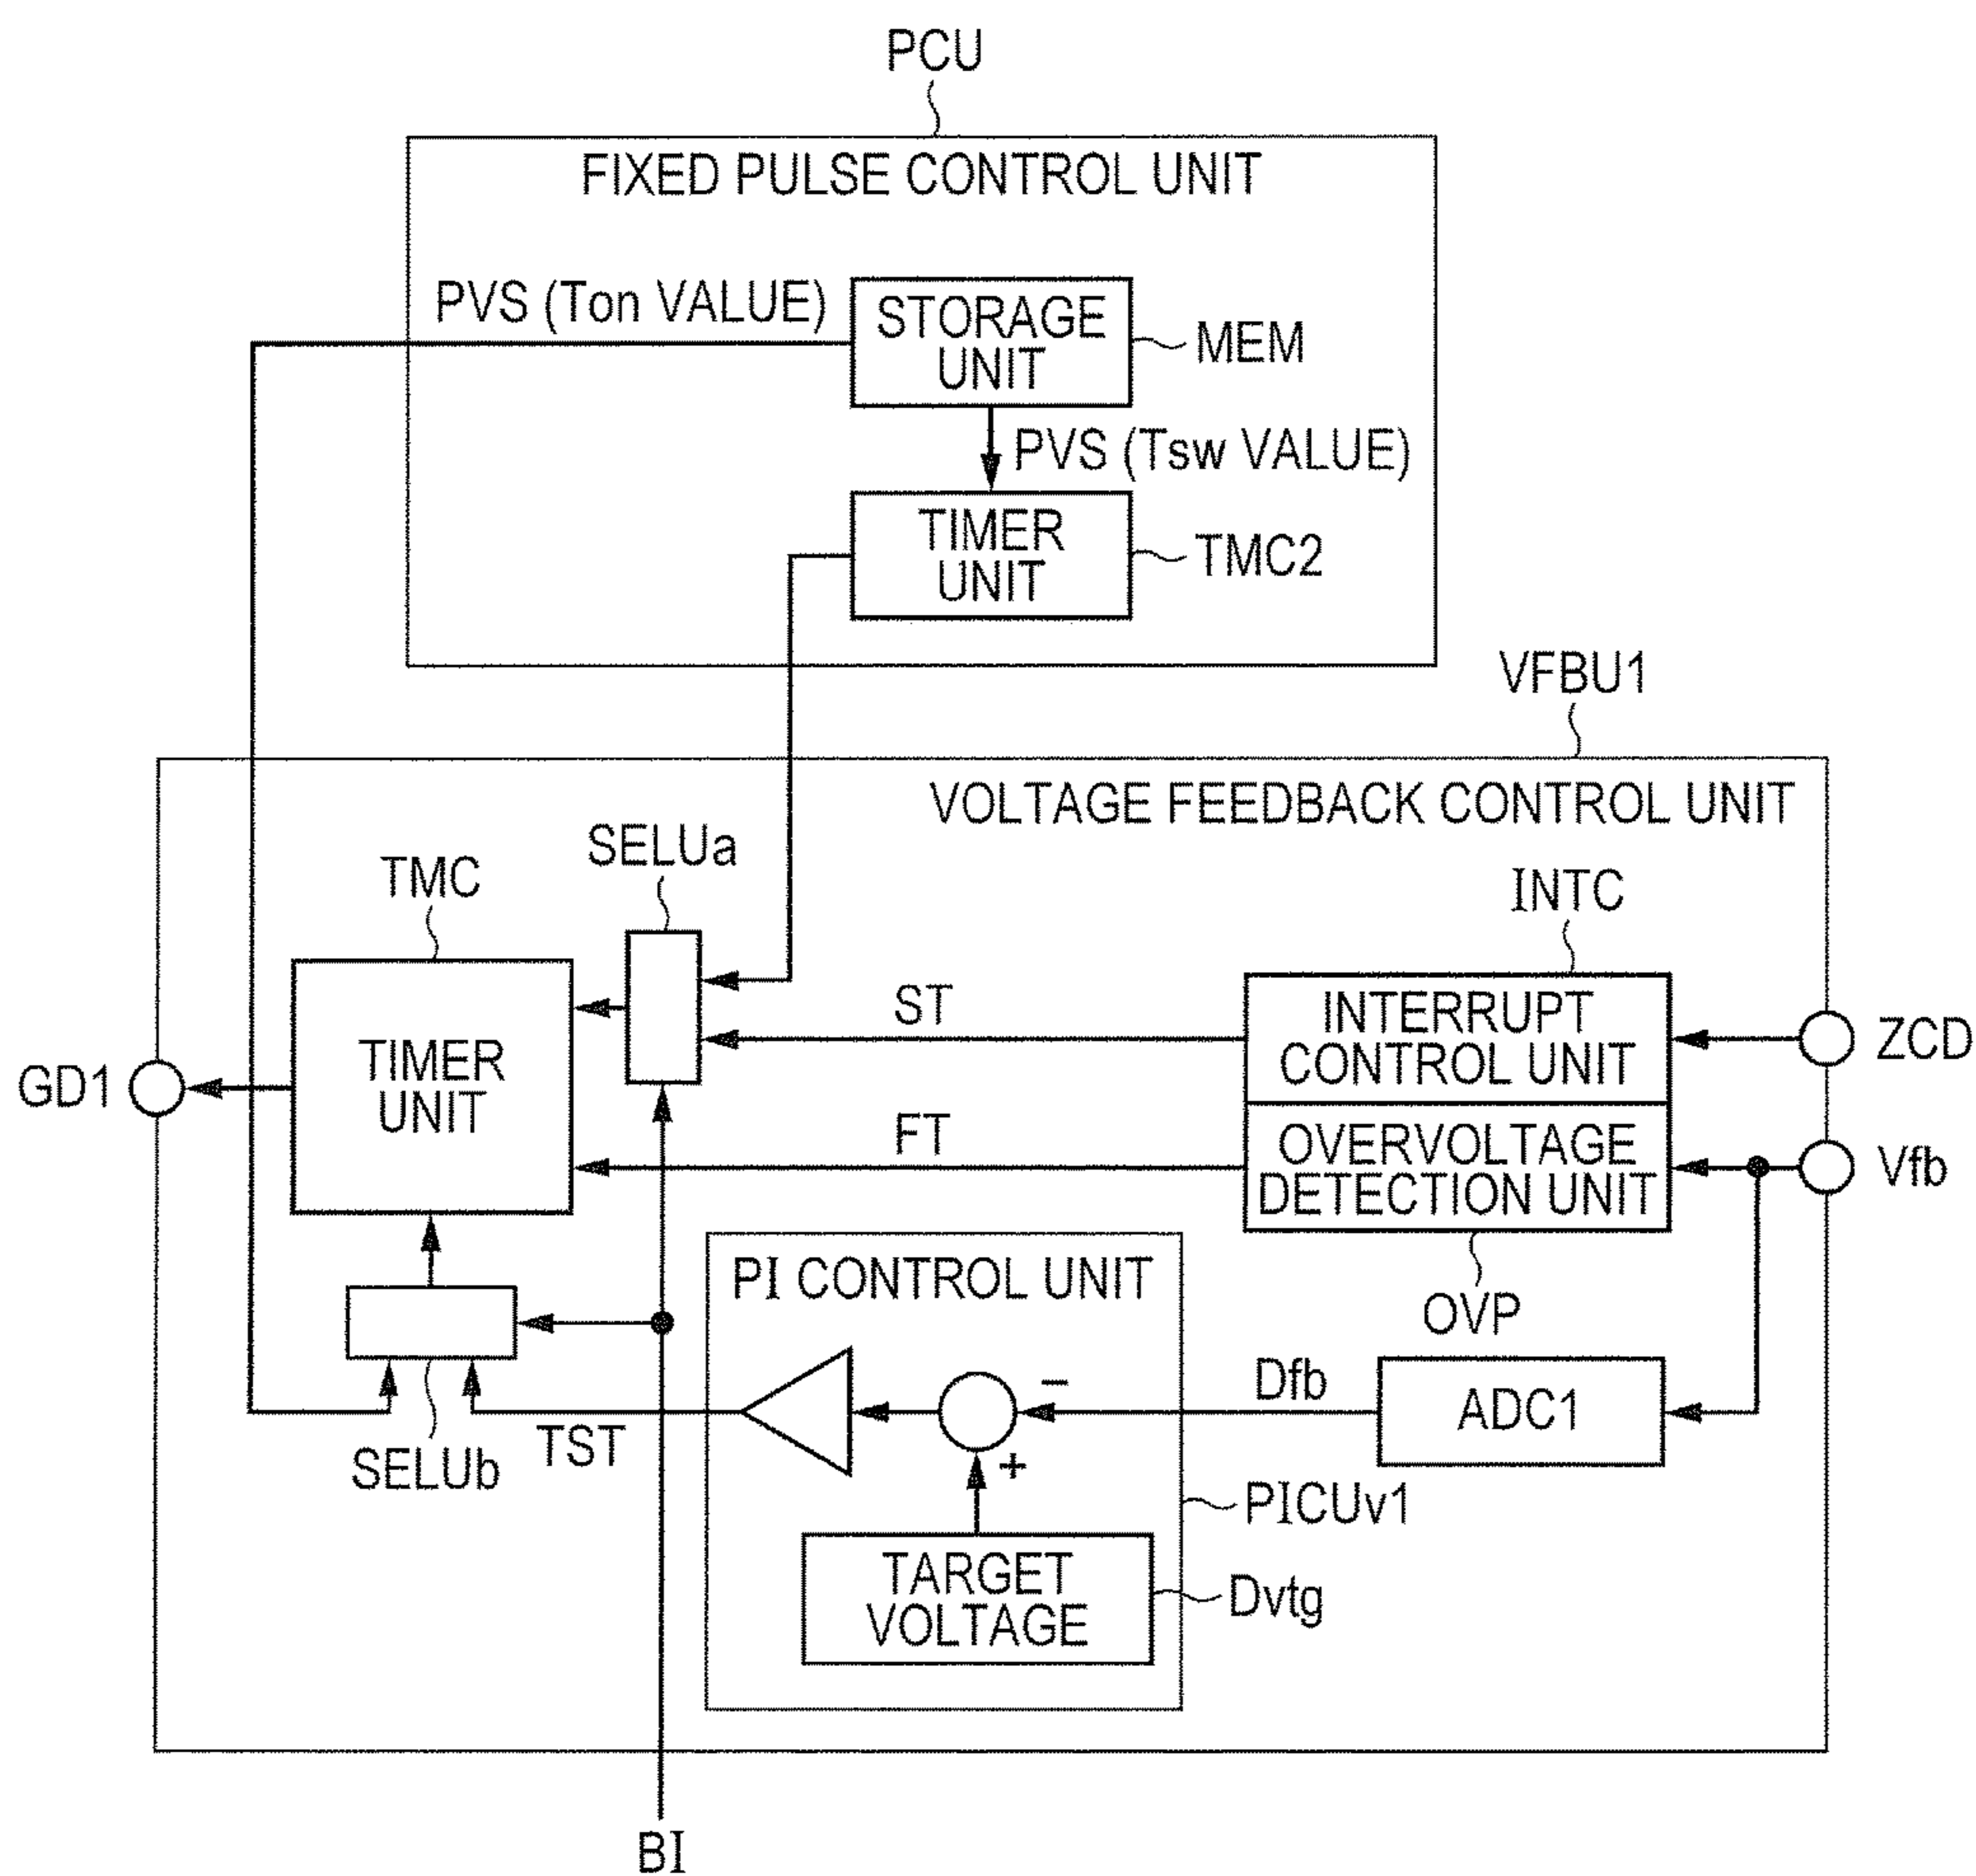 PCU
FIXED PULSE CONTROL UNIT
PVS (Ton VALUE)
STORAGE
UNIT
MEM
PVS (Tsw VALUE)
TIMER
UNIT
TMC2
VFBU1
VOLTAGE FEEDBACK CONTROL UNIT
SELUa
TMC
INTC
ST
INTERRUPT
CONTROL UNIT
ZCD
TIMER
UNIT
GD1
FT
OVERVOLTAGE
DETECTION UNIT
Vfb
PI CONTROL UNIT
OVP
Dfb
−
ADC1
TST
SELUb
+
PICUv1
TARGET
VOLTAGE
Dvtg
BI